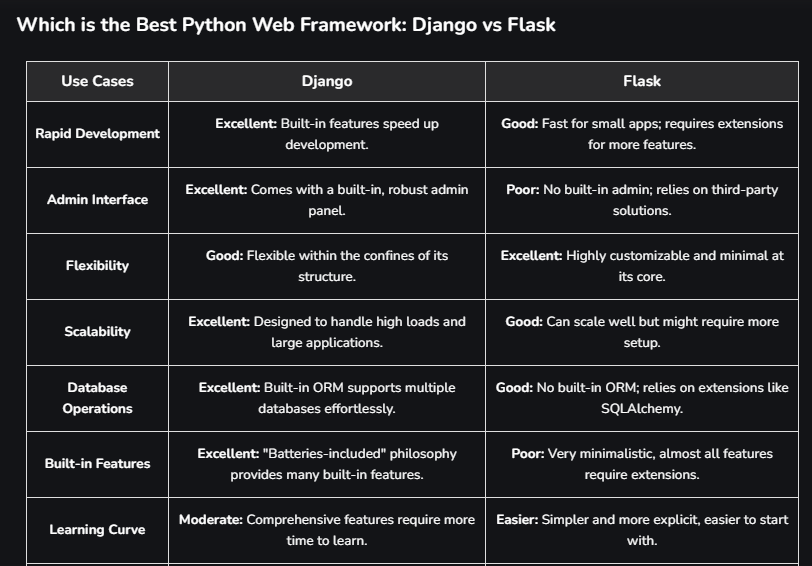 Which is the Best Python Web Framework: Django vs Flask
Use Cases
Django
Flask
Rapid Development
Excellent: Built-in features speed up
development.
Good: Fast for small apps; requires extensions
for more features.
Admin Interface
Excellent: Comes with a built-in, robust admin
panel.
Poor: No built-in admin; relies on third-party
solutions.
Flexibility
Good: Flexible within the confines of its
structure.
Excellent: Highly customizable and minimal at
its core.
Scalability
Excellent: Designed to handle high loads and
large applications.
Good: Can scale well but might require more
setup.
Database
Operations
Excellent: Built-in ORM supports multiple
databases effortlessly.
Good: No built-in ORM; relies on extensions like
SQLAlchemy.
Built-in Features
Excellent: "Batteries-included" philosophy
provides many built-in features.
Poor: Very minimalistic, almost all features
require extensions.
Learning Curve
Moderate: Comprehensive features require more
time to learn.
Easier: Simpler and more explicit, easier to start
with.